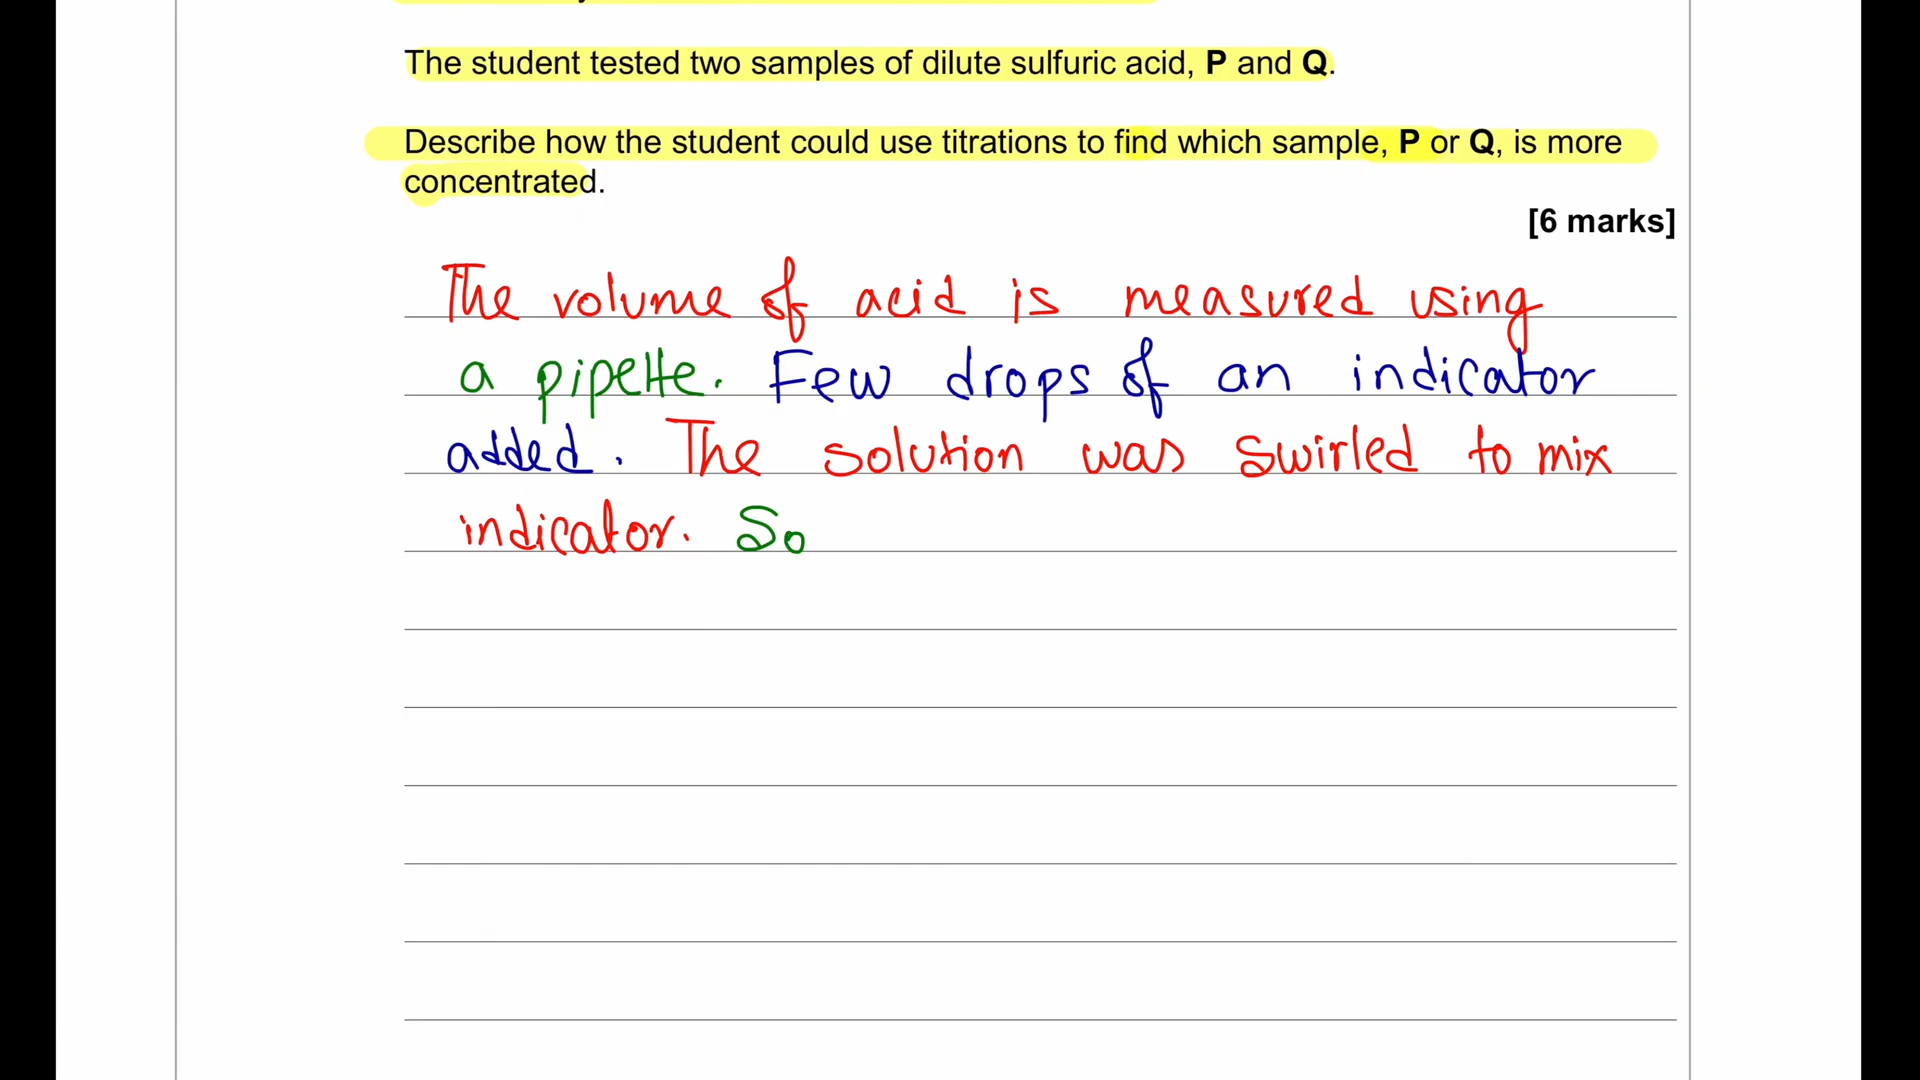 The student tested two samples of dilute sulfuric acid, P and Q.
Describe how the student could use titrations to find which sample, P or Q, is more
concentrated.
[6 marks]
The volume of acid is measured using
a pipette. Few drops of an indicator
added. The solution was swirled to mix
indicator. So